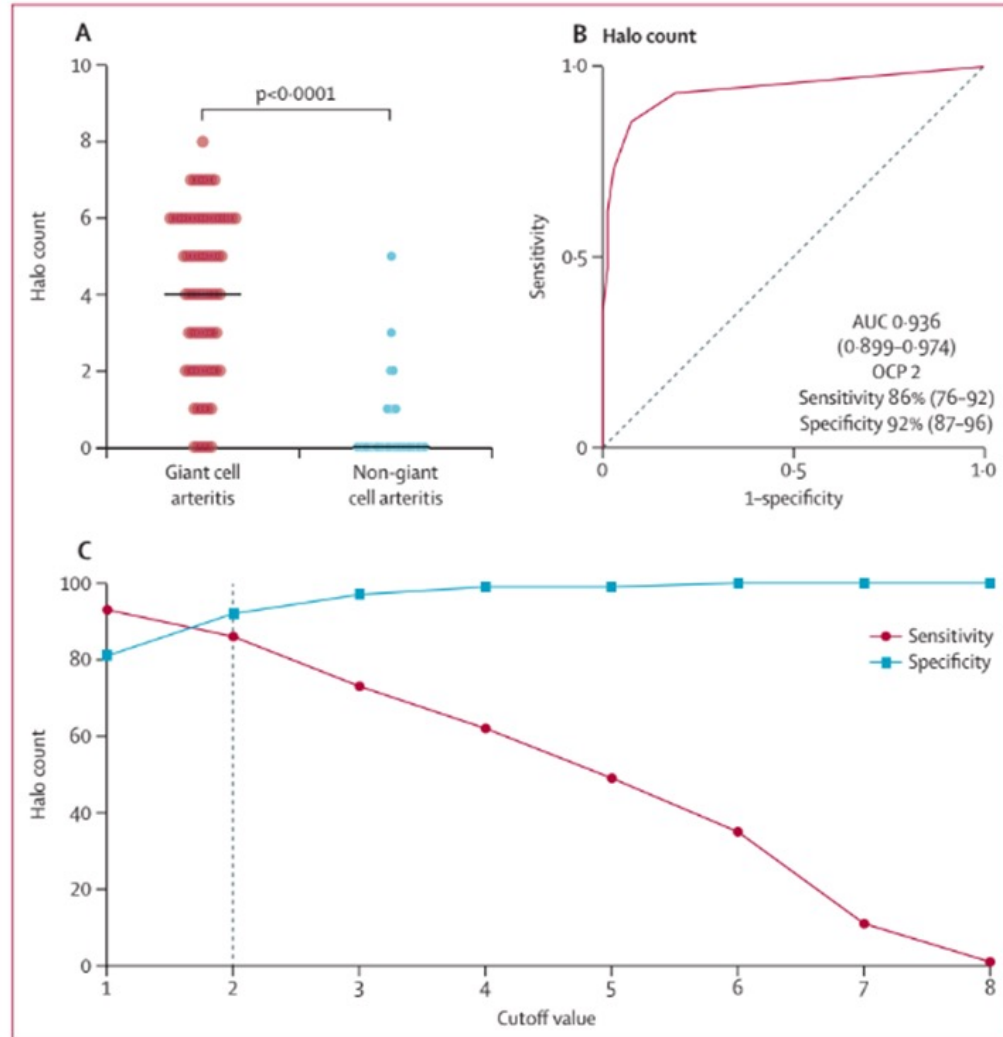 A
10
8
6
4
2
0
Halo count
p<0·0001
Giant cell
arteritis
Non-giant
cell arteritis
B Halo count
1·0
0·5
0
Sensitivity
AUC 0·936
(0·899–0·974)
OCP 2
Sensitivity 86% (76–92)
Specificity 92% (87–96)
0
0·5
1·0
1–specificity
C
100
80
60
40
20
0
Halo count
Sensitivity
Specificity
1
2
3
4
5
6
7
8
Cutoff value